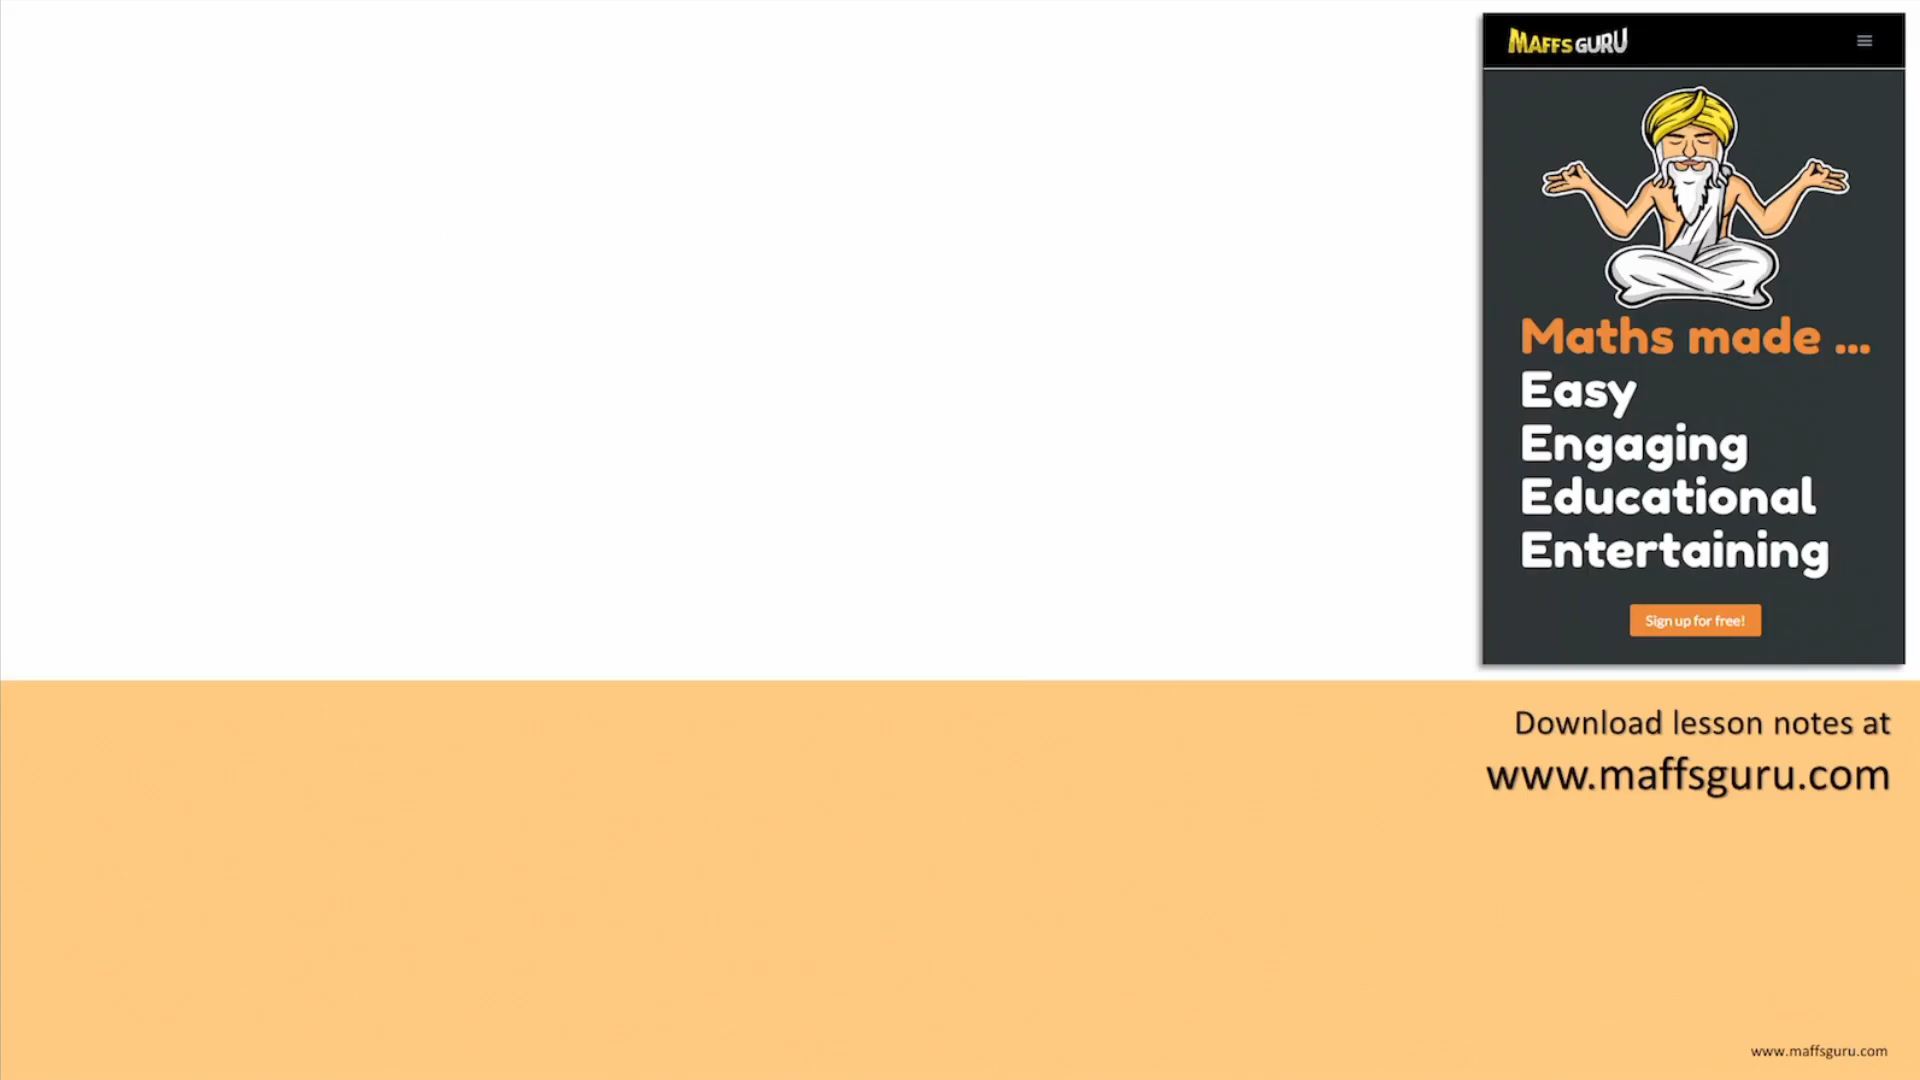 MAFFS GURU
Maths made ...
Easy
Engaging
Educational
Entertaining
Sign up for free!
Download lesson notes at
www.maffsguru.com
www.maffsguru.com